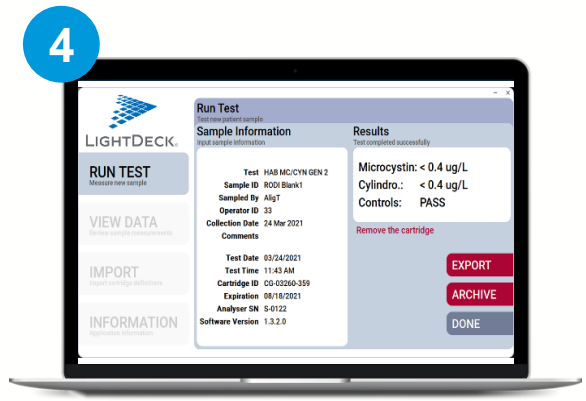 4
LIGHTDECK.
RUN TEST
Measure new sample
VIEW DATA
Review sample measurements
IMPORT
Import cartridge definitions
INFORMATION
Application information
Run Test
Test new patient sample
Sample Information
Input sample information
Test HAB MC/CYN GEN 2
Sample ID RODI Blank1
Sampled By AligT
Operator ID 33
Collection Date 24 Mar 2021
Comments
Test Date 03/24/2021
Test Time 11:43 AM
Cartridge ID CG-03260-359
Expiration 08/18/2021
Analyser SN S-0122
Software Version 1.3.2.0
Results
Test completed successfully
Microcystin: < 0.4 ug/L
Cylindro.: < 0.4 ug/L
Controls: PASS
Remove the cartridge
EXPORT
ARCHIVE
DONE